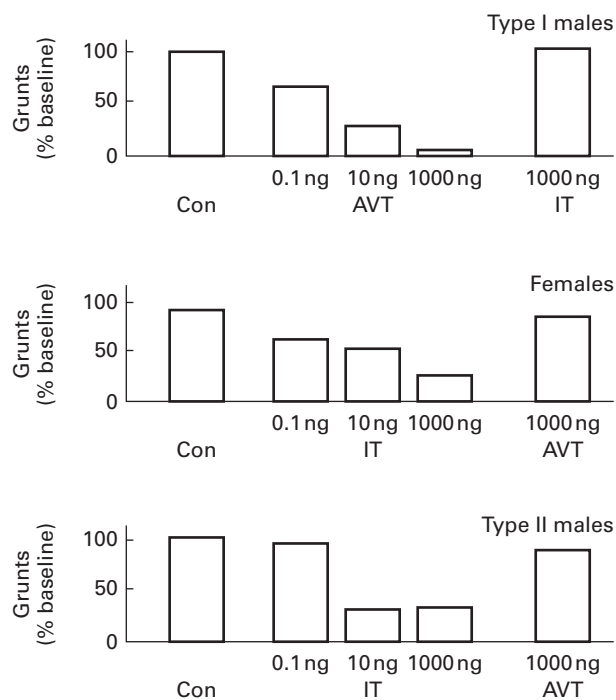 Type I males
Grunts
(% baseline)
100
50
0
0.1 ng 10 ng 1000 ng 1000 ng
Con AVT IT
Females
Grunts
(% baseline)
100
50
0
0.1 ng 10 ng 1000 ng 1000 ng
Con IT AVT
Type II males
Grunts
(% baseline)
100
50
0
0.1 ng 10 ng 1000 ng 1000 ng
Con IT AVT